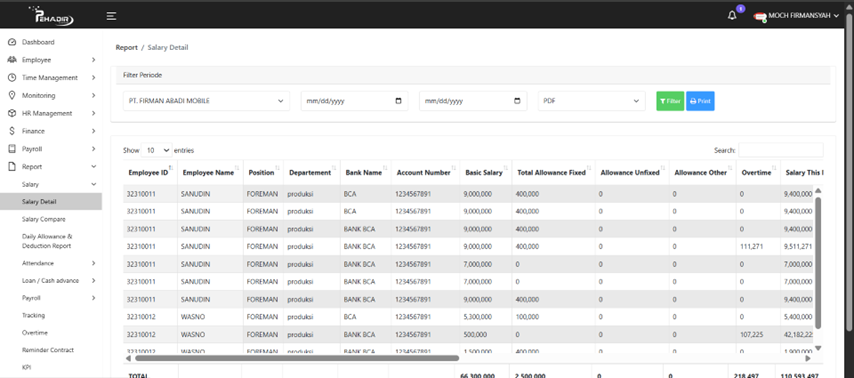 PEHADIR
5
MOCH FIRMANSYAH
Dashboard
Employee
Time Management
Monitoring
HR Management
Finance
Payroll
Report
Salary
Salary Detail
Salary Compare
Daily Allowance &
Deduction Report
Attendance
Loan / Cash advance
Payroll
Tracking
Overtime
Reminder Contract
KPI
Report / Salary Detail
Filter Periode
PT. FIRMAN ABADI MOBILE mm/dd/yyyy mm/dd/yyyy PDF Filter Print
Show 10 entries Search:
Employee ID Employee Name Position Departement Bank Name Account Number Basic Salary Total Allowance Fixed Allowance Unfixed Allowance Other Overtime Salary This
32310011 SANUDIN FOREMAN produksi BCA 1234567891 9,000,000 400,000 0 0 0 9,400,000
32310011 SANUDIN FOREMAN produksi BCA 1234567891 9,000,000 400,000 0 0 0 9,400,000
32310011 SANUDIN FOREMAN produksi BANK BCA 1234567891 9,000,000 400,000 0 0 0 9,400,000
32310011 SANUDIN FOREMAN produksi BANK BCA 1234567891 9,000,000 400,000 0 0 111,271 9,511,271
32310011 SANUDIN FOREMAN produksi BANK BCA 1234567891 7,000,000 0 0 0 0 7,000,000
32310011 SANUDIN FOREMAN produksi BANK BCA 1234567891 7,000,000 0 0 0 0 7,000,000
32310011 SANUDIN FOREMAN produksi BANK BCA 1234567891 9,000,000 400,000 0 0 0 9,400,000
32310012 WASNO FOREMAN produksi BCA 1234567891 5,300,000 100,000 0 0 0 5,400,000
32310012 WASNO FOREMAN produksi BANK BCA 1234567891 500,000 0 0 0 107,225 42,182,22
32310012 WASNO FOREMAN produksi BANK BCA 1234567891 1,500,000 400,000 0 0 0 1,900,000
TOTAL 66,300,000 2,500,000 0 0 218,497 110,593,497